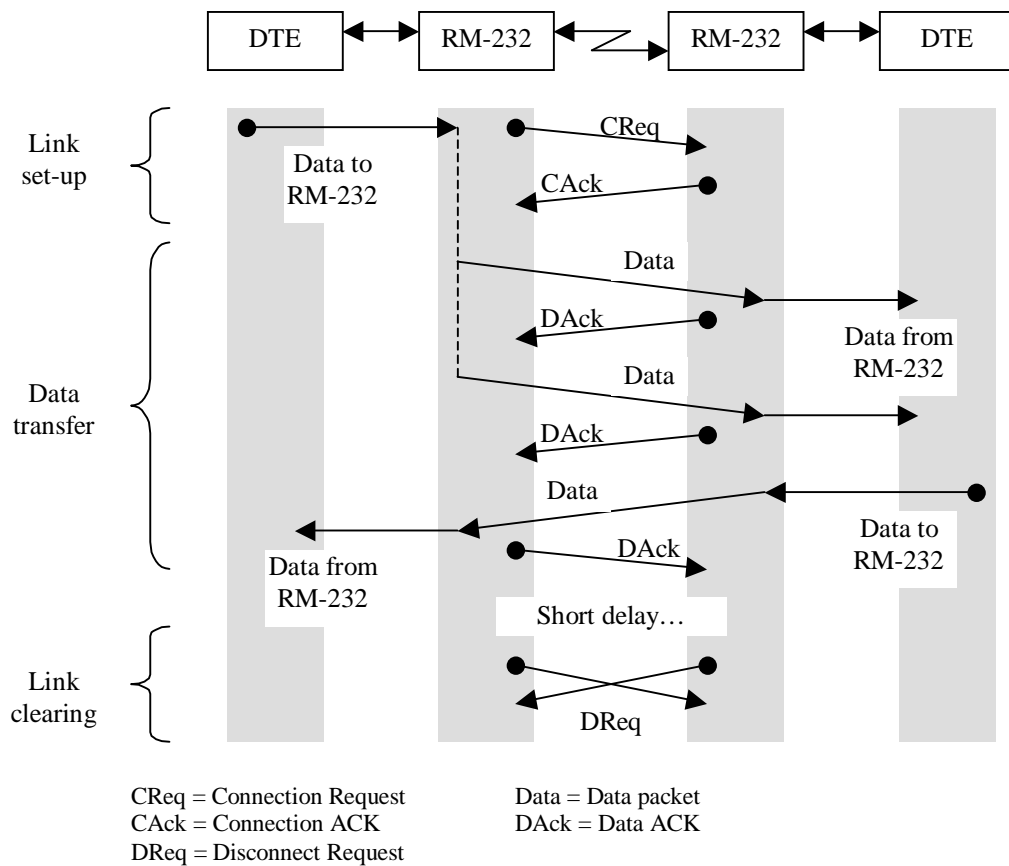 DTE
RM-232
RM-232
DTE
Link
set-up
Data to
RM-232
CReq
CAck
Data
transfer
Data
DAck
Data from
RM-232
Data
DAck
Data
Data to
RM-232
Data from
RM-232
DAck
Short delay…
Link
clearing
DReq
CReq = Connection Request
CAck = Connection ACK
DReq = Disconnect Request
Data = Data packet
DAck = Data ACK